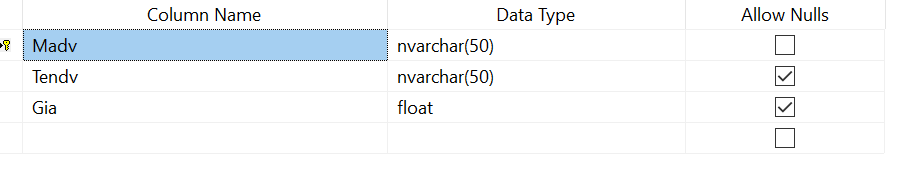 Column Name Data Type Allow Nulls
Madv nvarchar(50)
Tendv nvarchar(50)
Gia float